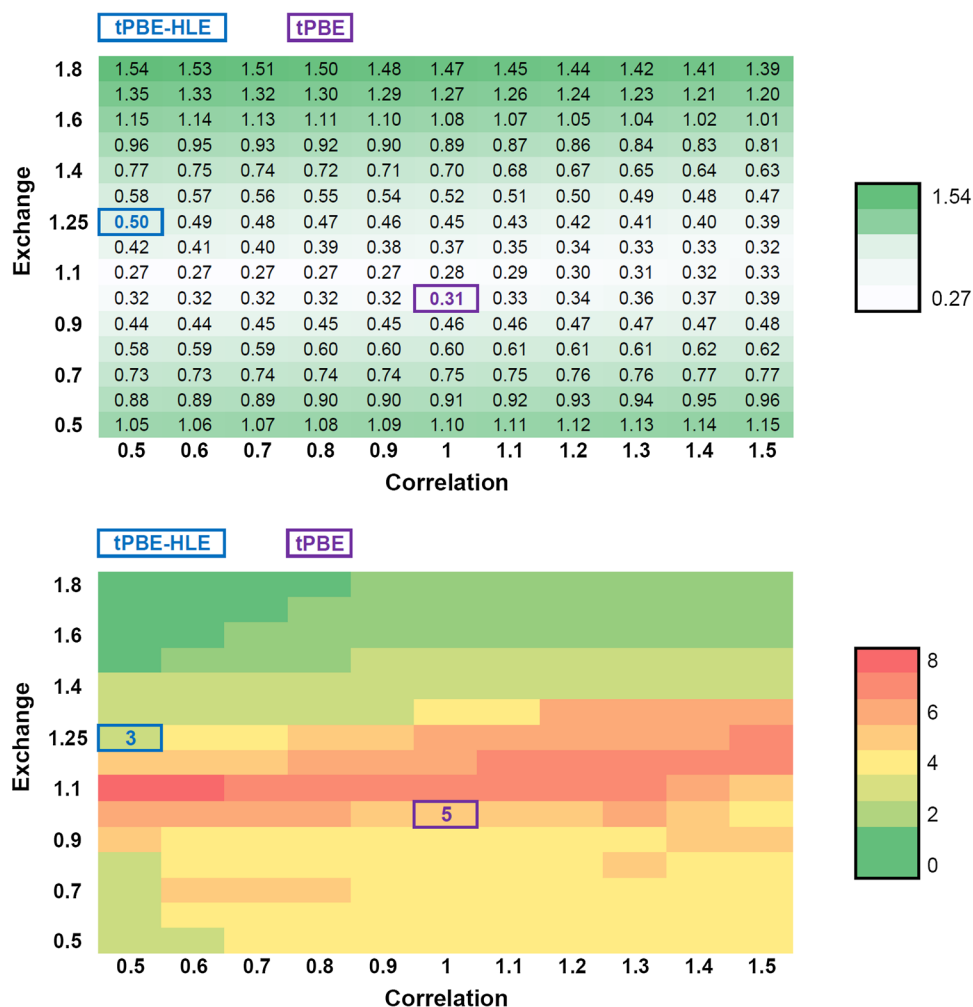 tPBE-HLE tPBE
1.8 1.54 1.53 1.51 1.50 1.48 1.47 1.45 1.44 1.42 1.41 1.39
1.35 1.33 1.32 1.30 1.29 1.27 1.26 1.24 1.23 1.21 1.20
1.6 1.15 1.14 1.13 1.11 1.10 1.08 1.07 1.05 1.04 1.02 1.01
0.96 0.95 0.93 0.92 0.90 0.89 0.87 0.86 0.84 0.83 0.81
1.4 0.77 0.75 0.74 0.72 0.71 0.70 0.68 0.67 0.65 0.64 0.63
0.58 0.57 0.56 0.55 0.54 0.52 0.51 0.50 0.49 0.48 0.47
1.25 0.50 0.49 0.48 0.47 0.46 0.45 0.43 0.42 0.41 0.40 0.39
0.42 0.41 0.40 0.39 0.38 0.37 0.35 0.34 0.33 0.33 0.32
1.1 0.27 0.27 0.27 0.27 0.27 0.28 0.29 0.30 0.31 0.32 0.33
0.32 0.32 0.32 0.32 0.32 0.31 0.33 0.34 0.36 0.37 0.39
0.9 0.44 0.44 0.45 0.45 0.45 0.46 0.46 0.47 0.47 0.47 0.48
0.58 0.59 0.59 0.60 0.60 0.60 0.61 0.61 0.61 0.62 0.62
0.7 0.73 0.73 0.74 0.74 0.74 0.75 0.75 0.76 0.76 0.77 0.77
0.88 0.89 0.89 0.90 0.90 0.91 0.92 0.93 0.94 0.95 0.96
0.5 1.05 1.06 1.07 1.08 1.09 1.10 1.11 1.12 1.13 1.14 1.15
0.5 0.6 0.7 0.8 0.9 1 1.1 1.2 1.3 1.4 1.5
Exchange
Correlation
1.54
0.27
tPBE-HLE tPBE
1.8
1.6
1.4
1.25 3
1.1
5
0.9
0.7
0.5
0.5 0.6 0.7 0.8 0.9 1 1.1 1.2 1.3 1.4 1.5
Exchange
Correlation
8
6
4
2
0